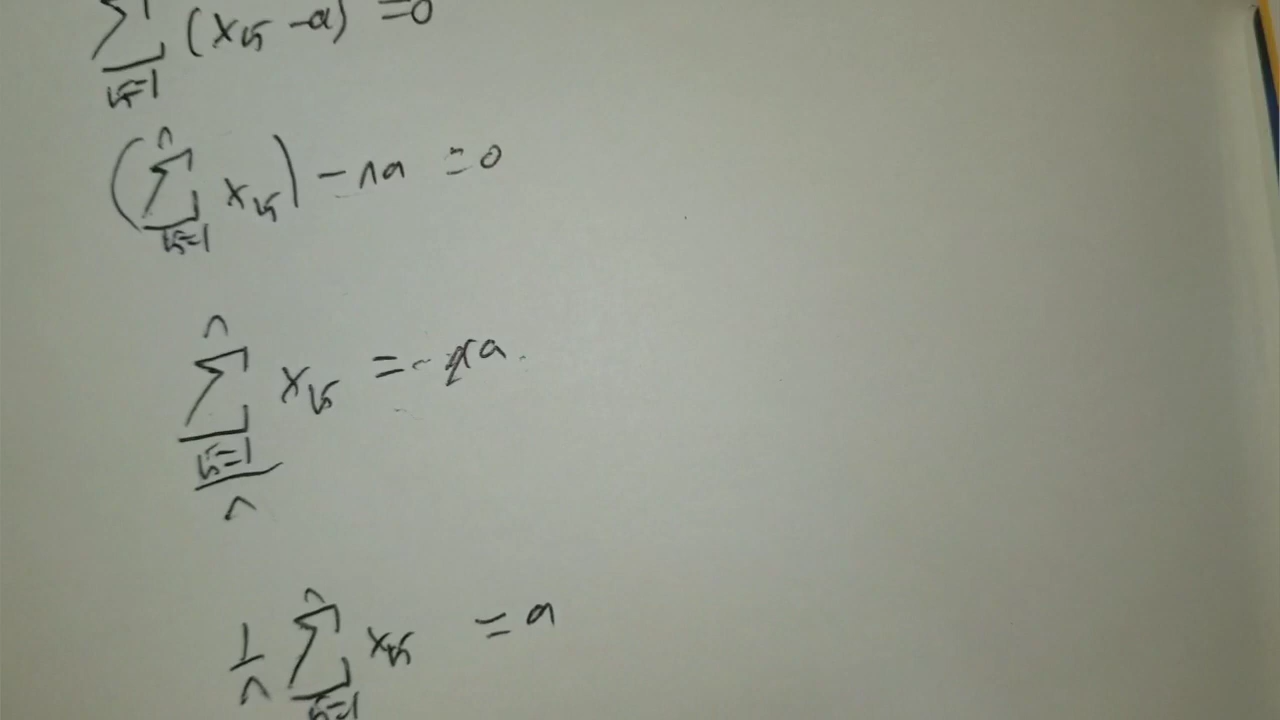 ∑_{k=1} (x_k - a) = 0
(∑_{k=1}^{n} x_k) - na = 0
∑_{k=1}^{n} x_k = - na
n
1/n ∑_{k=1}^{n} x_k = a